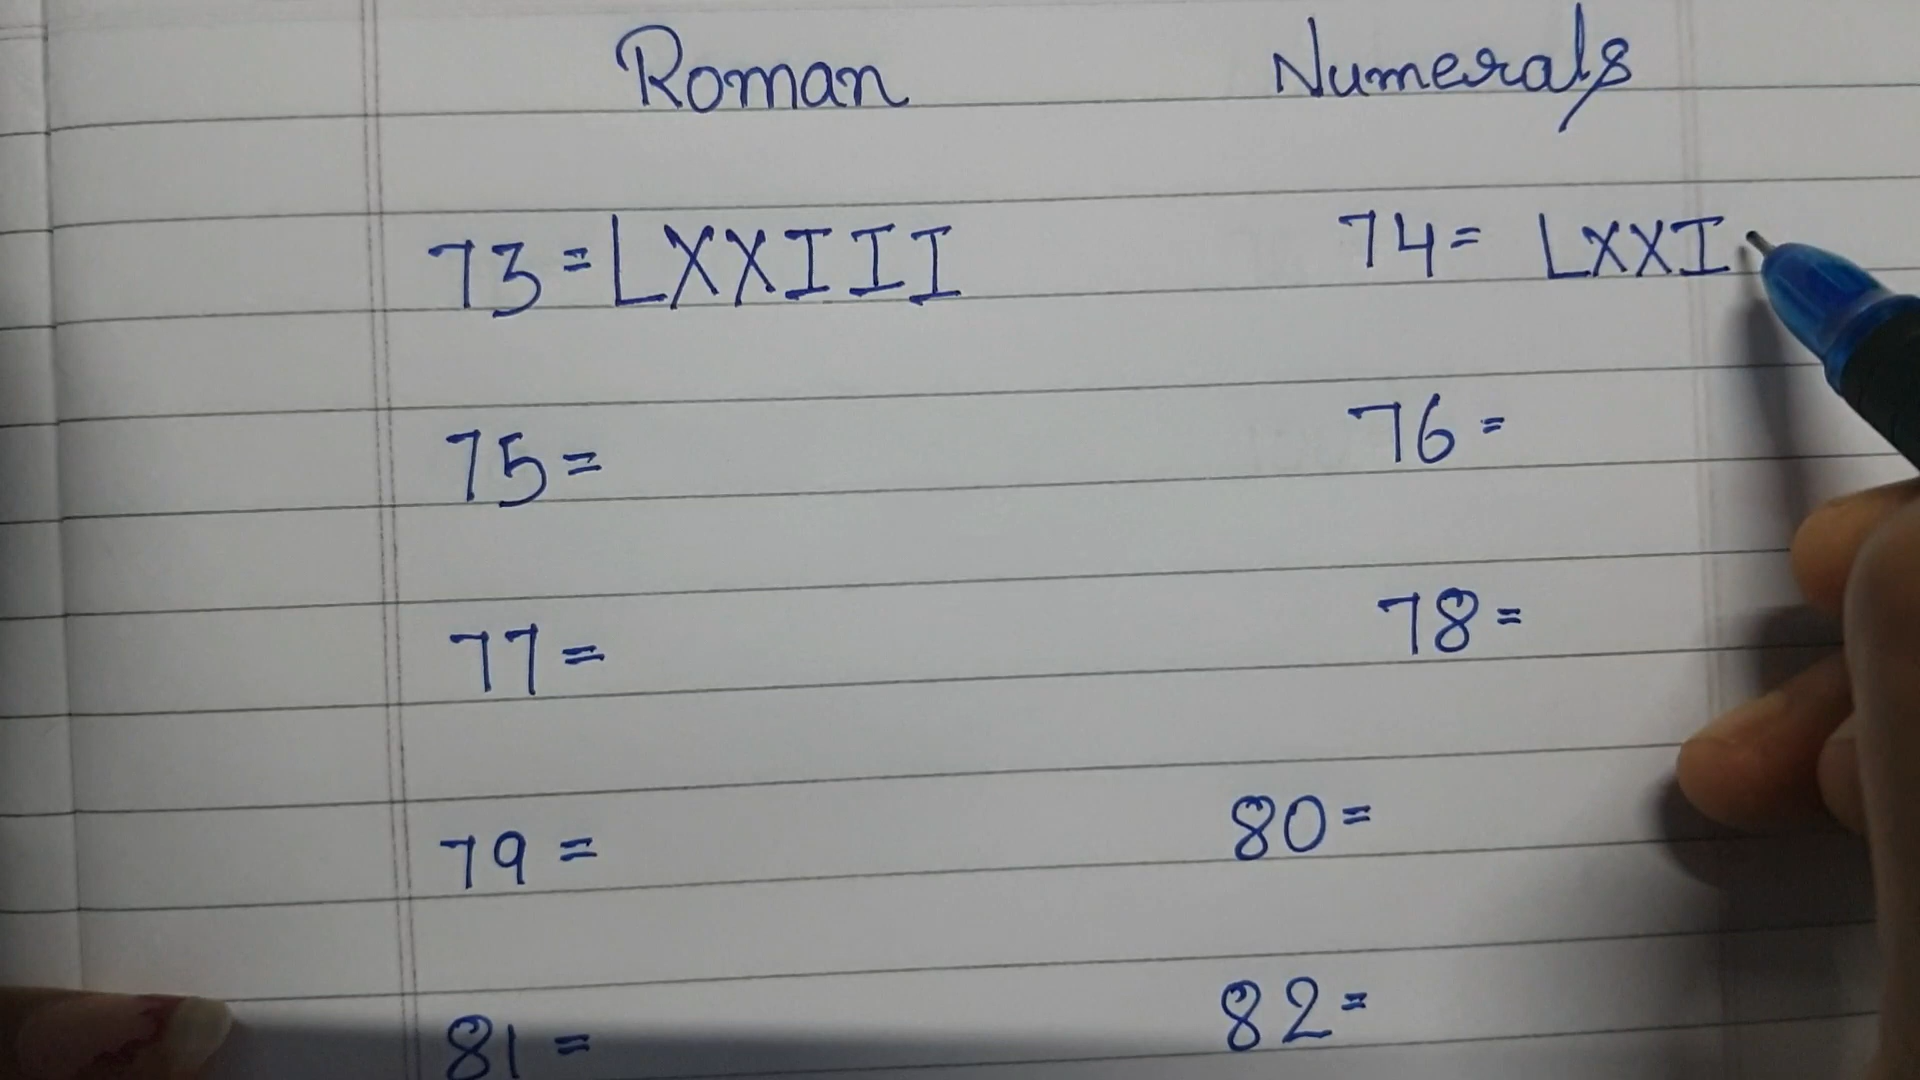 Roman Numerals
73 = LXXIII 74 = LXXI
75 = 76 =
77 = 78 =
79 = 80 =
81 = 82 =